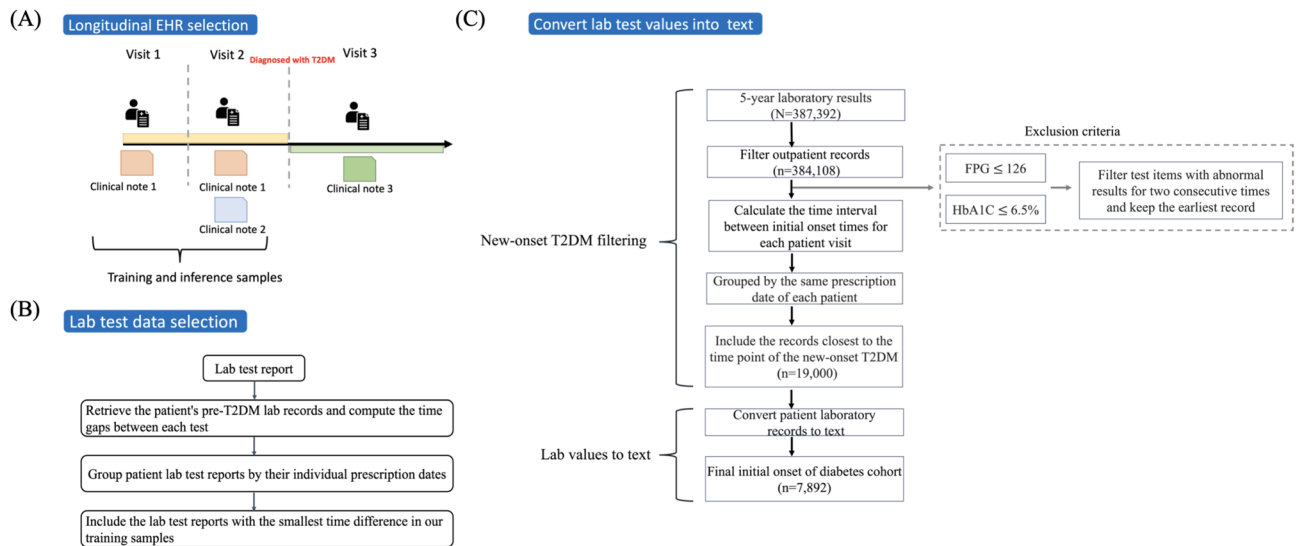 (A)
Longitudinal EHR selection
Visit 1
Visit 2
Visit 3
Diagnosed with T2DM
Clinical note 1
Clinical note 1
Clinical note 3
Clinical note 2
Training and inference samples
(B)
Lab test data selection
Lab test report
Retrieve the patient's pre-T2DM lab records and compute the time
gaps between each test
Group patient lab test reports by their individual prescription dates
Include the lab test reports with the smallest time difference in our
training samples
(C)
Convert lab test values into text
New-onset T2DM filtering
5-year laboratory results
(N=387,392)
Filter outpatient records
(n=384,108)
Calculate the time interval
between initial onset times for
each patient visit
Grouped by the same prescription
date of each patient
Include the records closest to the
time point of the new-onset T2DM
(n=19,000)
Exclusion criteria
FPG ≤ 126
HbA1C ≤ 6.5%
Filter test items with abnormal
results for two consecutive times
and keep the earliest record
Lab values to text
Convert patient laboratory
records to text
Final initial onset of diabetes cohort
(n=7,892)